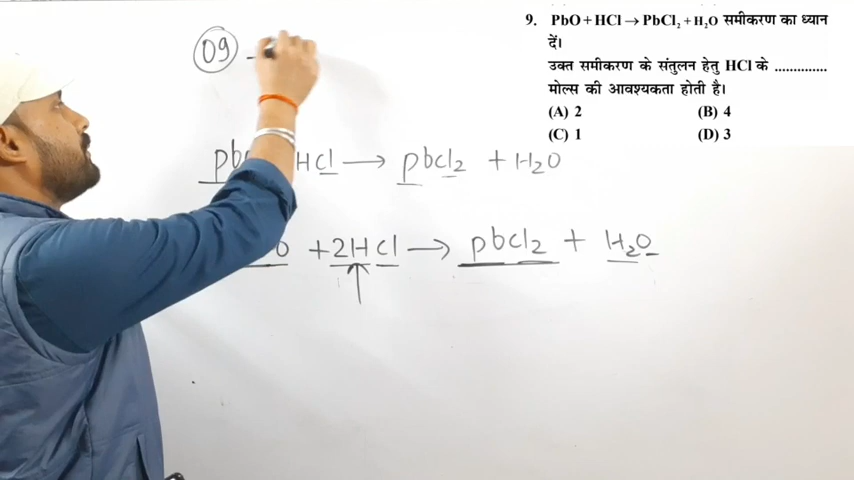 9. PbO + HCl → PbCl₂ + H₂O समीकरण का ध्यान
दें।
उक्त समीकरण के संतुलन हेतु HCl के ..............
मोल्स की आवश्यकता होती है।
(A) 2 (B) 4
(C) 1 (D) 3
09
HCl → pbcl₂ + H₂O
O + 2HCl → pbcl₂ + H₂O